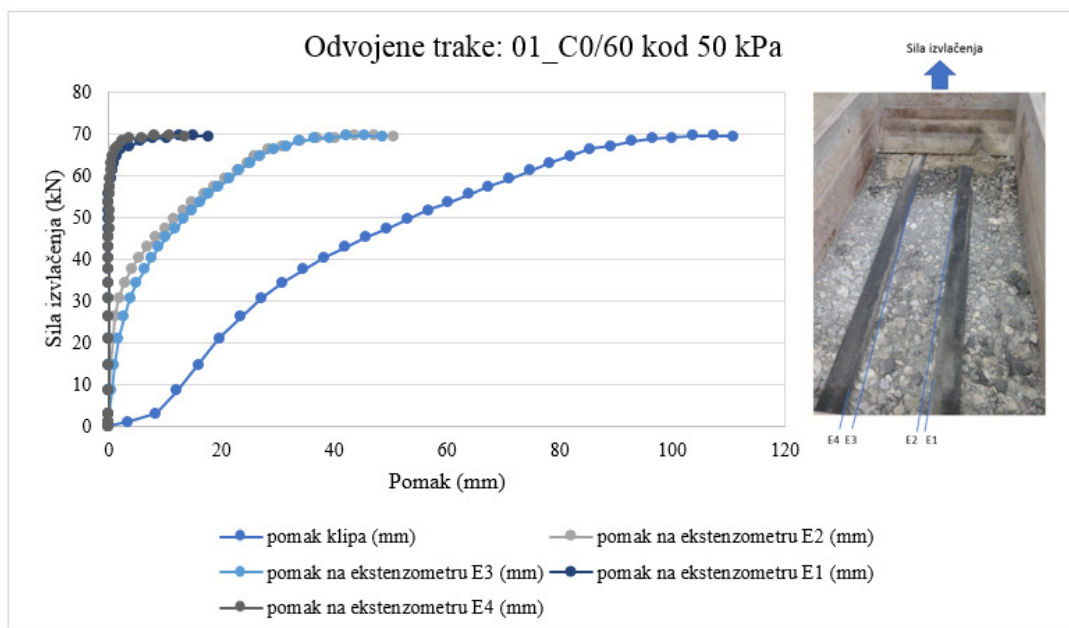 Odvojene trake: 01_C0/60 kod 50 kPa
Sila izvlačenja (kN)
80
70
60
50
40
30
20
10
0
0 20 40 60 80 100 120
Pomak (mm)
pomak klipa (mm)
pomak na ekstenzometru E2 (mm)
pomak na ekstenzometru E3 (mm)
pomak na ekstenzometru E1 (mm)
pomak na ekstenzometru E4 (mm)
Sila izvlačenja
E4 E3 E2 E1